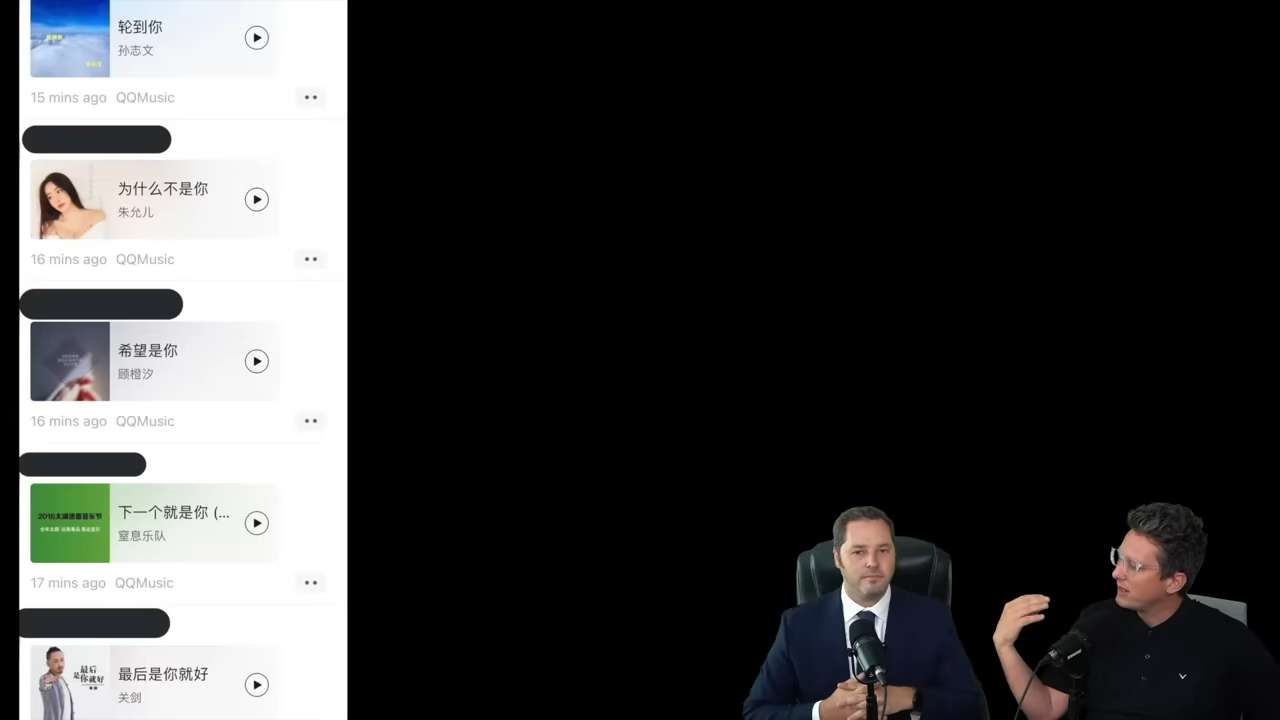 轮到你
孙志文
15 mins ago QQMusic
为什么不是你
朱允儿
16 mins ago QQMusic
希望是你
顾橙汐
16 mins ago QQMusic
2016太湖迷笛音乐节
下一个就是你 (...
窒息乐队
17 mins ago QQMusic
最后
是你就好
最后是你就好
关剑